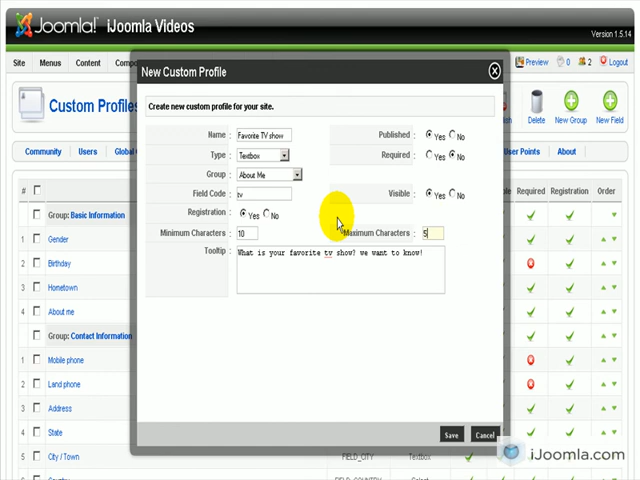 Joomla! iJoomla Videos
Version 1.5.14
Site Menus Content Preview 0 2 Logout
New Custom Profile
Custom Profiles
Create new custom profile for your site.
Delete New Group New Field
Name : Favorite TV show Published : Yes No
Type : Textbox Required : Yes No
Community Users Global User Points About
Group : About Me
Field Code : tv Visible : Yes No
# Required Registration Order
Registration : Yes No
Group: Basic Information
Minimum Characters : 10 Maximum Characters : 5
1 Gender
Tooltip : What is your favorite tv show? we want to know!
2 Birthday
3 Hometown
4 About me
Group: Contact Information
1 Mobile phone
2 Land phone
3 Address
4 State
Save Cancel
5 City / Town FIELD_CITY Textbox
iJoomla.com
6 Country FIELD_COUNTRY